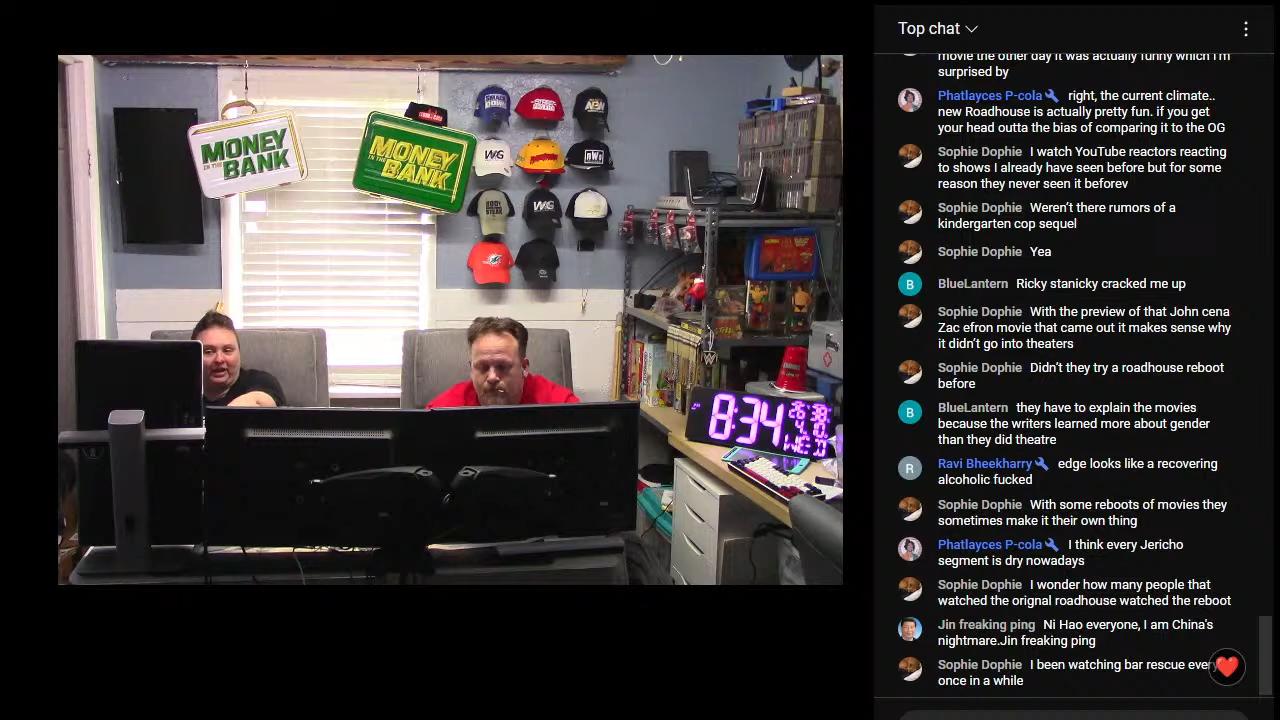 Top chat
movie the other day it was actually funny which I'm
surprised by
Phatlayces P-cola right, the current climate..
new Roadhouse is actually pretty fun. if you get
your head outta the bias of comparing it to the OG
Sophie Dophie I watch YouTube reactors reacting
to shows I already have seen before but for some
reason they never seen it beforev
Sophie Dophie Weren't there rumors of a
kindergarten cop sequel
Sophie Dophie Yea
B BlueLantern Ricky stanicky cracked me up
Sophie Dophie With the preview of that John cena
Zac efron movie that came out it makes sense why
it didn't go into theaters
Sophie Dophie Didn't they try a roadhouse reboot
before
B BlueLantern they have to explain the movies
because the writers learned more about gender
than they did theatre
R Ravi Bheekharry edge looks like a recovering
alcoholic fucked
Sophie Dophie With some reboots of movies they
sometimes make it their own thing
Phatlayces P-cola I think every Jericho
segment is dry nowadays
Sophie Dophie I wonder how many people that
watched the orignal roadhouse watched the reboot
Jin freaking ping Ni Hao everyone, I am China's
nightmare.Jin freaking ping
Sophie Dophie I been watching bar rescue every
once in a while
MONEY
IN THE BANK
MONEY
IN THE
BANK
W&G
nWo
W&G
8:34